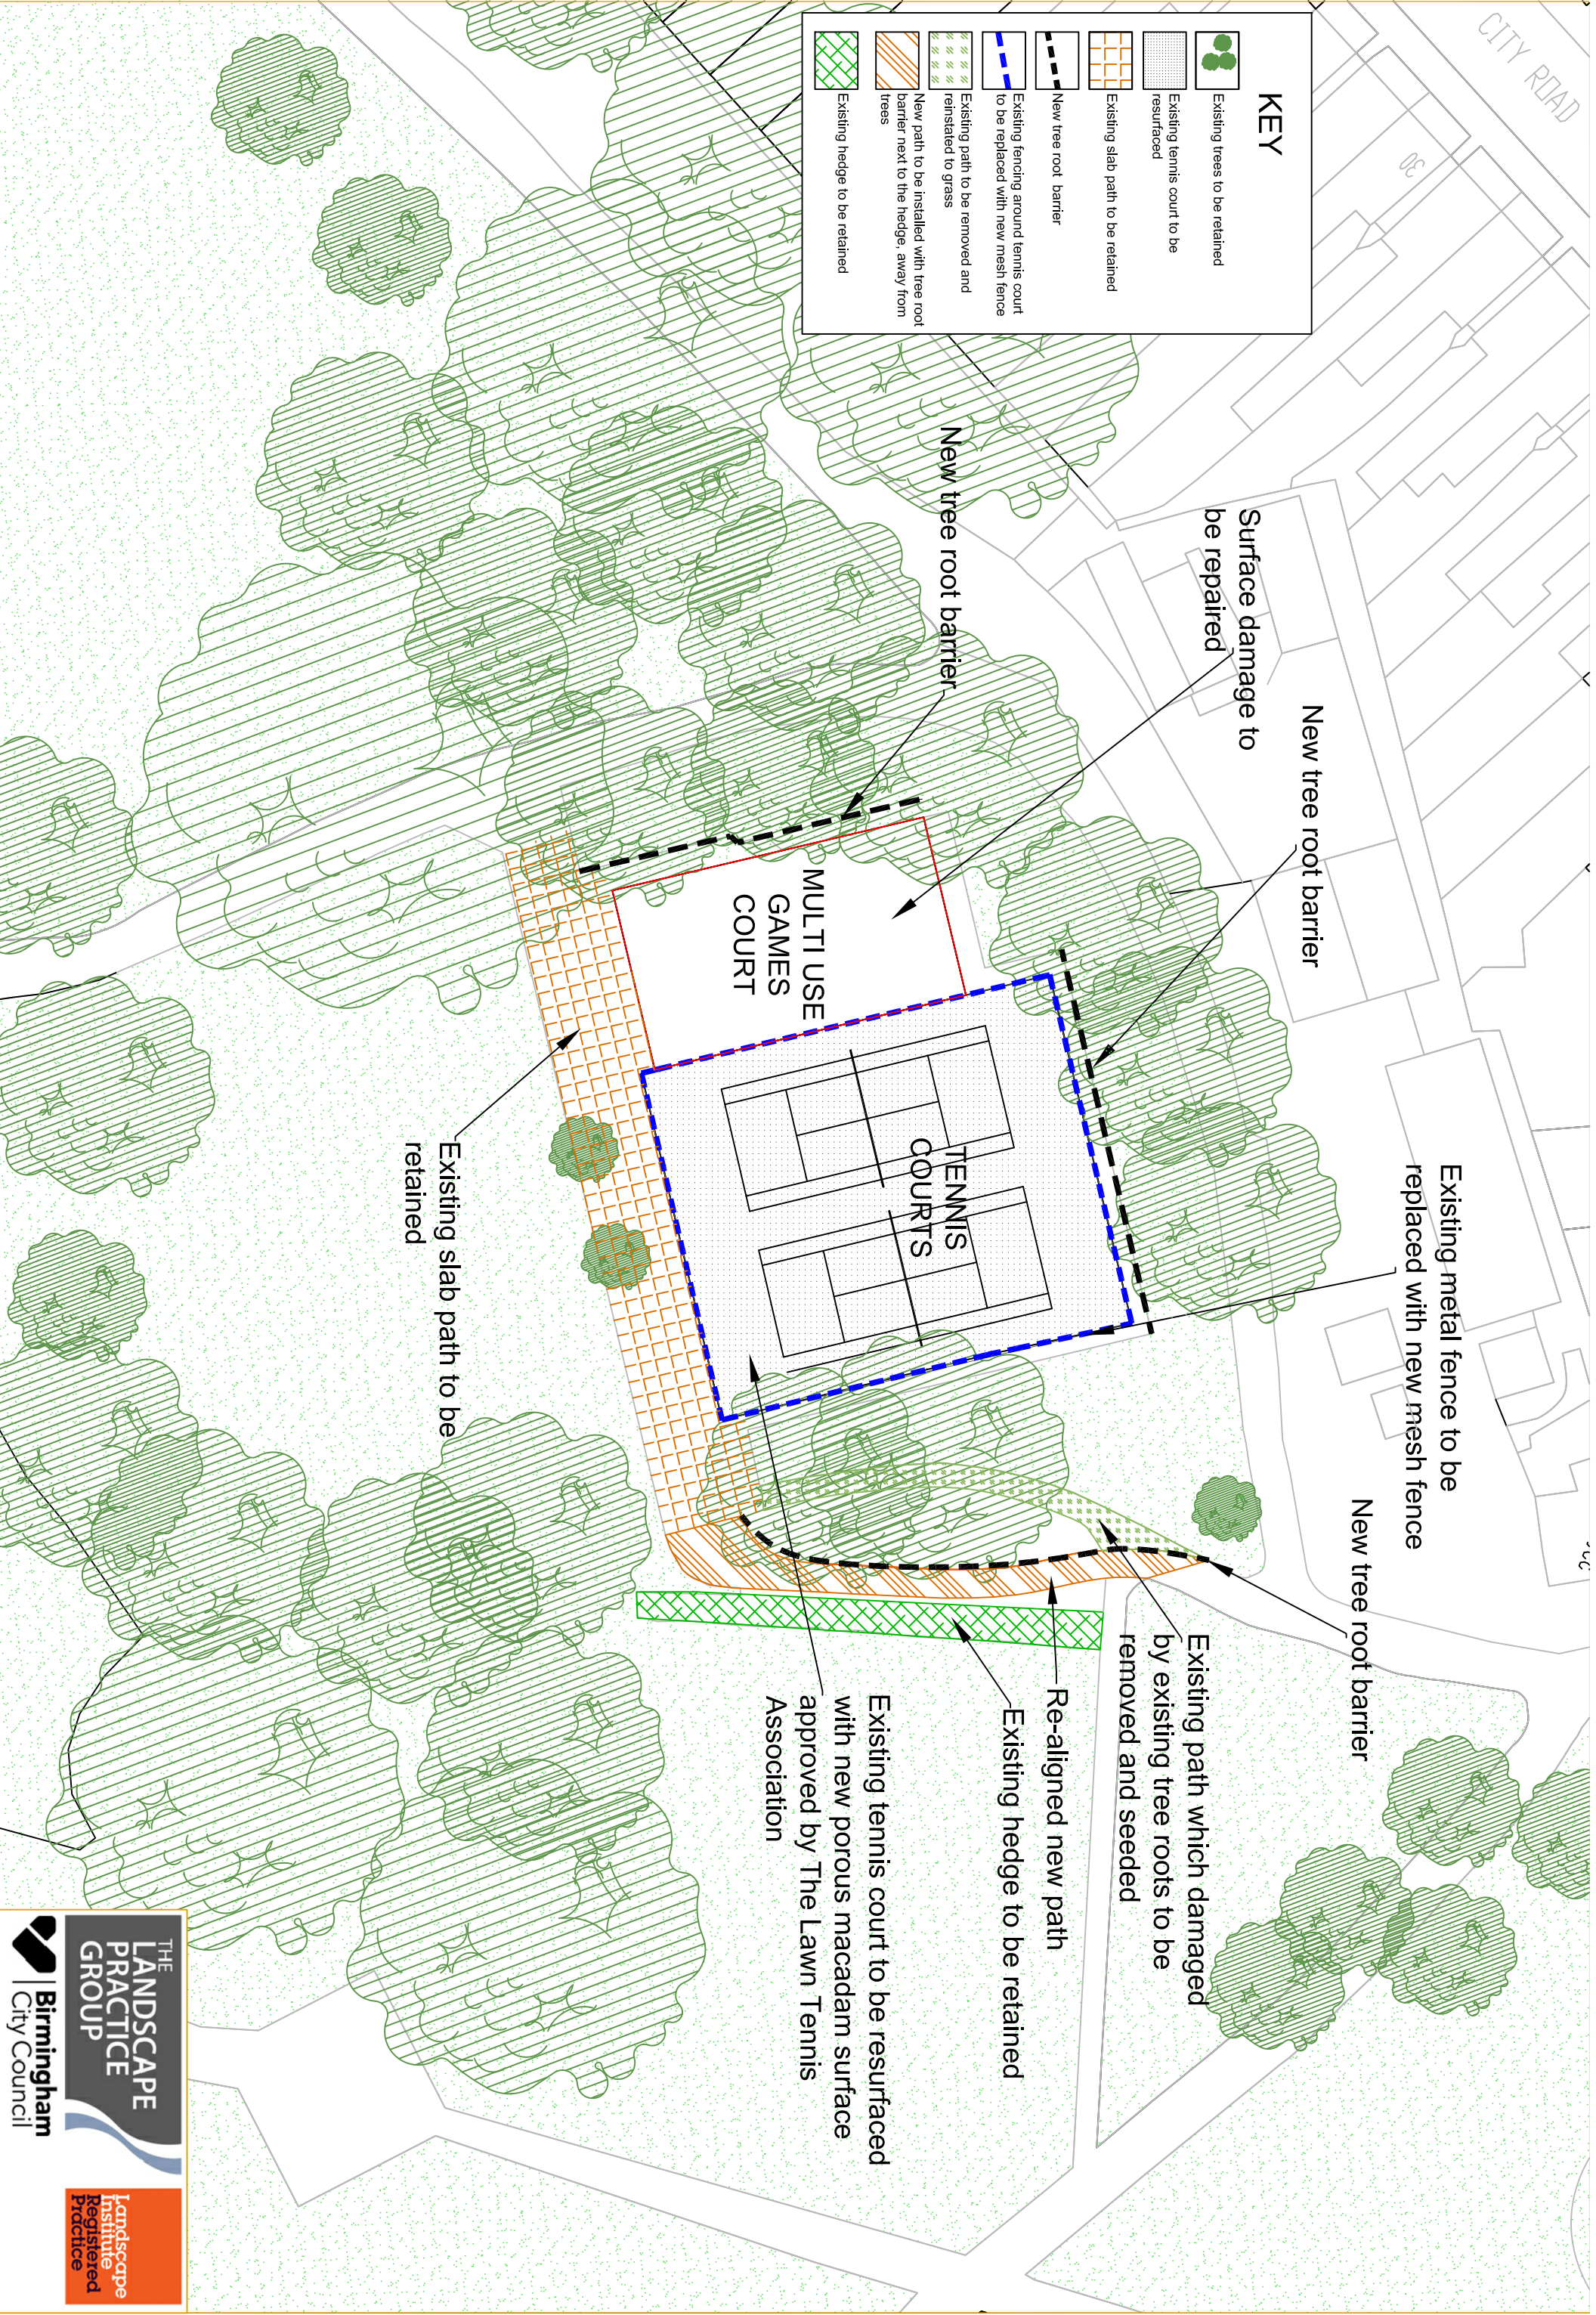 CITY ROAD
30
KEY
Existing trees to be retained
Existing tennis court to be
resurfaced
Existing slab path to be retained
New tree root barrier
Existing fencing around tennis court
to be replaced with new mesh fence
Existing path to be removed and
reinstated to grass
New path to be installed with tree root
barrier next to the hedge, away from
trees
Existing hedge to be retained
New tree root barrier
Surface damage to
be repaired
New tree root barrier
Existing metal fence to be
replaced with new mesh fence
New tree root barrier
MULTI USE
GAMES
COURT
TENNIS
COURTS
Existing slab path to be
retained
Existing path which damaged
by existing tree roots to be
removed and seeded
Re-aligned new path
Existing hedge to be retained
Existing tennis court to be resurfaced
with new porous macadam surface
approved by The Lawn Tennis
Association
THE
LANDSCAPE
PRACTICE
GROUP
Birmingham
City Council
Landscape
Institute
Registered
Practice